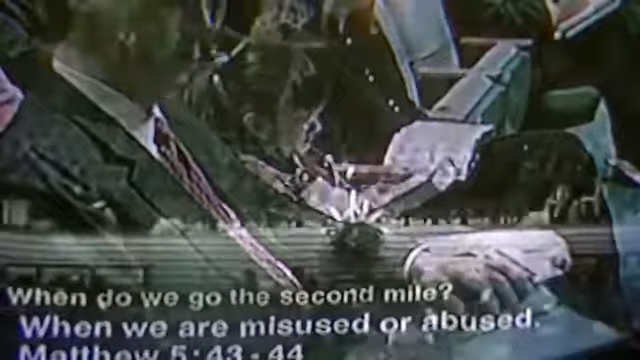 When do we go the second mile?
When we are misused or abused.
Matthew 5:43-44